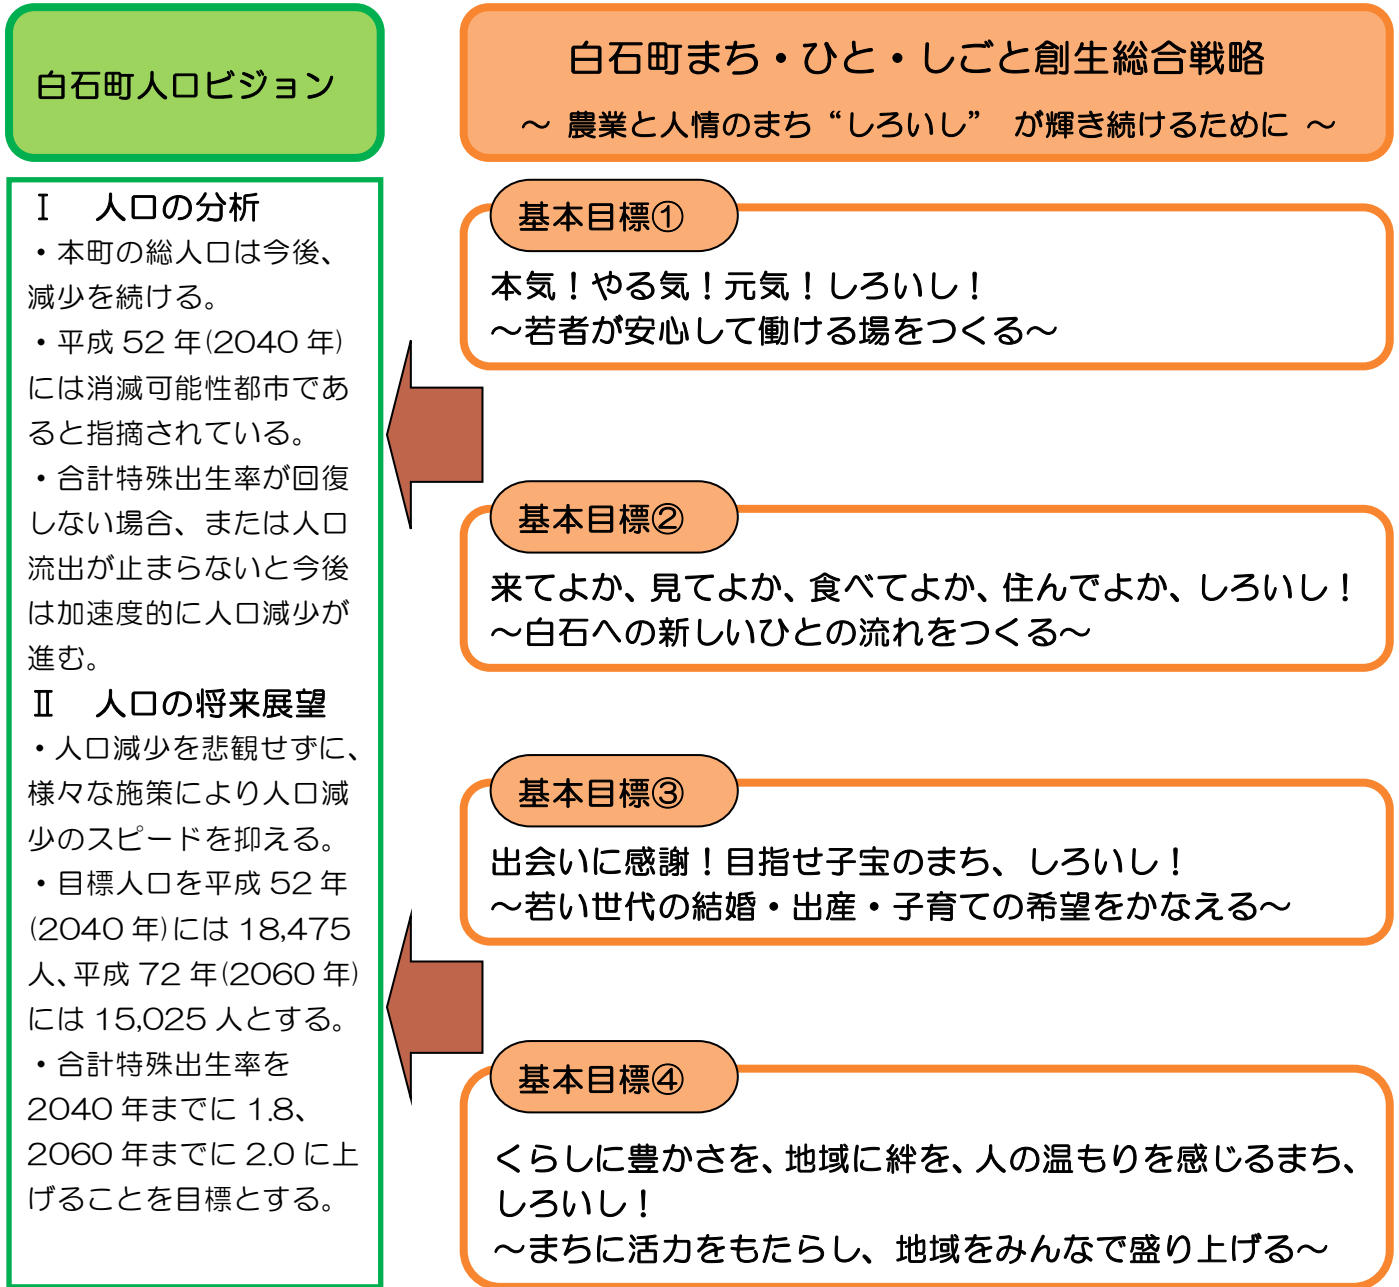 白石町人口ビジョン
Ⅰ　人口の分析
・本町の総人口は今後、
減少を続ける。
・平成 52 年(2040 年)
には消滅可能性都市であ
ると指摘されている。
・合計特殊出生率が回復
しない場合、または人口
流出が止まらないと今後
は加速度的に人口減少が
進む。
Ⅱ　人口の将来展望
・人口減少を悲観せずに、
様々な施策により人口減
少のスピードを抑える。
・目標人口を平成 52 年
(2040 年)には 18,475
人、平成 72 年(2060 年)
には 15,025 人とする。
・合計特殊出生率を
2040 年までに 1.8、
2060 年までに 2.0 に上
げることを目標とする。
白石町まち・ひと・しごと創生総合戦略
～ 農業と人情のまち“しろいし” が輝き続けるために ～
基本目標①
本気！やる気！元気！しろいし！
～若者が安心して働ける場をつくる～
基本目標②
来てよか、見てよか、食べてよか、住んでよか、しろいし！
～白石への新しいひとの流れをつくる～
基本目標③
出会いに感謝！目指せ子宝のまち、しろいし！
～若い世代の結婚・出産・子育ての希望をかなえる～
基本目標④
くらしに豊かさを、地域に絆を、人の温もりを感じるまち、
しろいし！
～まちに活力をもたらし、地域をみんなで盛り上げる～